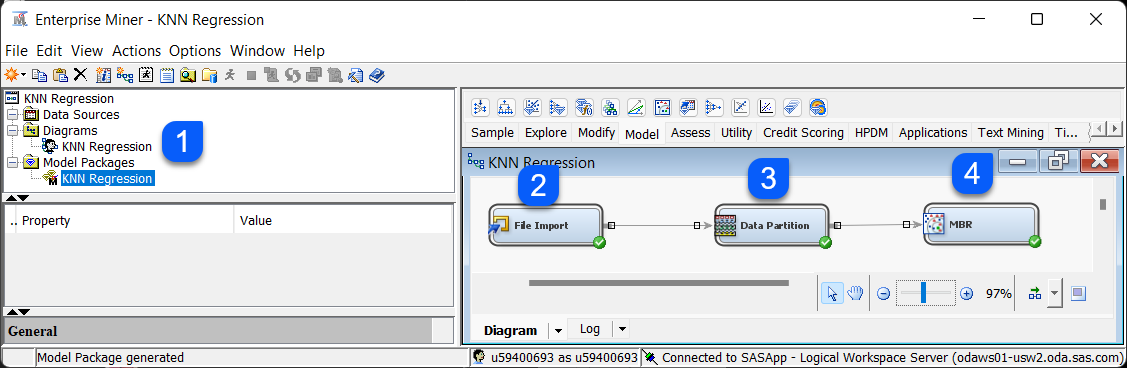 Enterprise Miner - KNN Regression
File Edit View Actions Options Window Help
KNN Regression
Data Sources
Diagrams
KNN Regression
Model Packages
KNN Regression
1
.. Property Value
General
Sample Explore Modify Model Assess Utility Credit Scoring HPDM Applications Text Mining Ti...
KNN Regression
2
3
4
File Import
Data Partition
MBR
97%
Diagram Log
Model Package generated
u59400693 as u59400693
Connected to SASApp - Logical Workspace Server (odaws01-usw2.oda.sas.com)